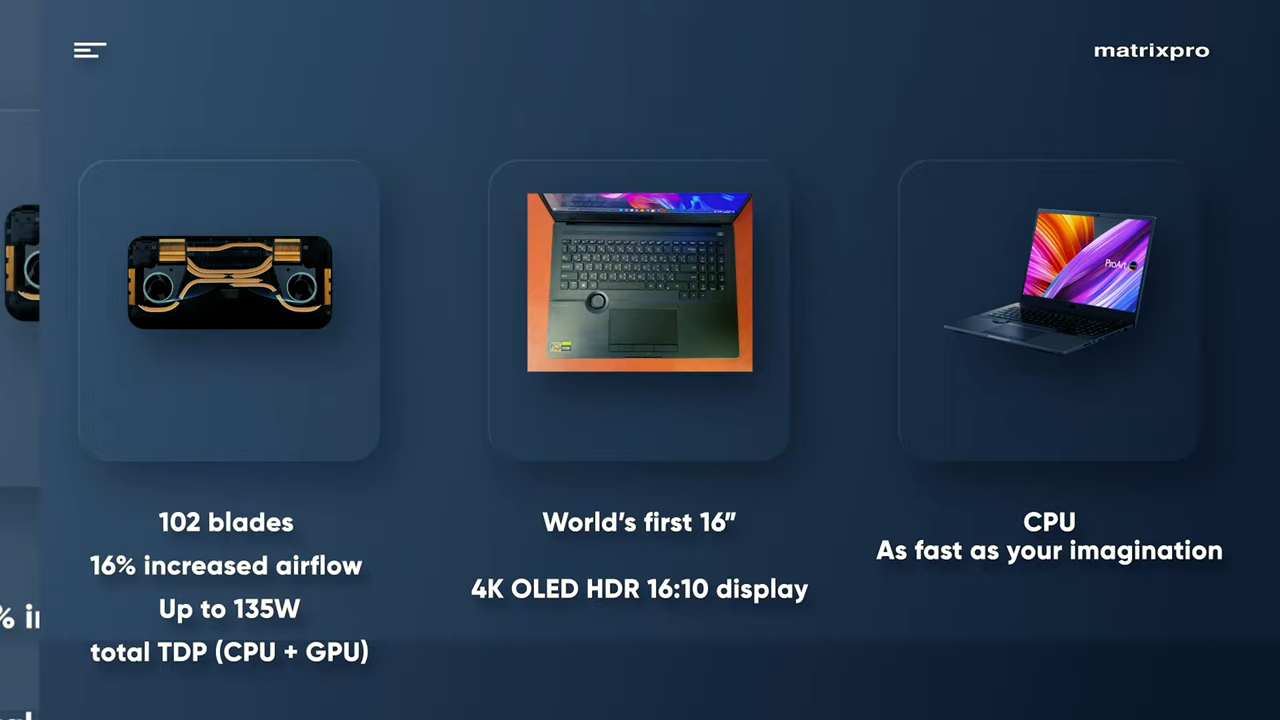 matrixpro
ProArt
102 blades
16% increased airflow
Up to 135W
total TDP (CPU + GPU)
World’s first 16”
4K OLED HDR 16:10 display
CPU
As fast as your imagination